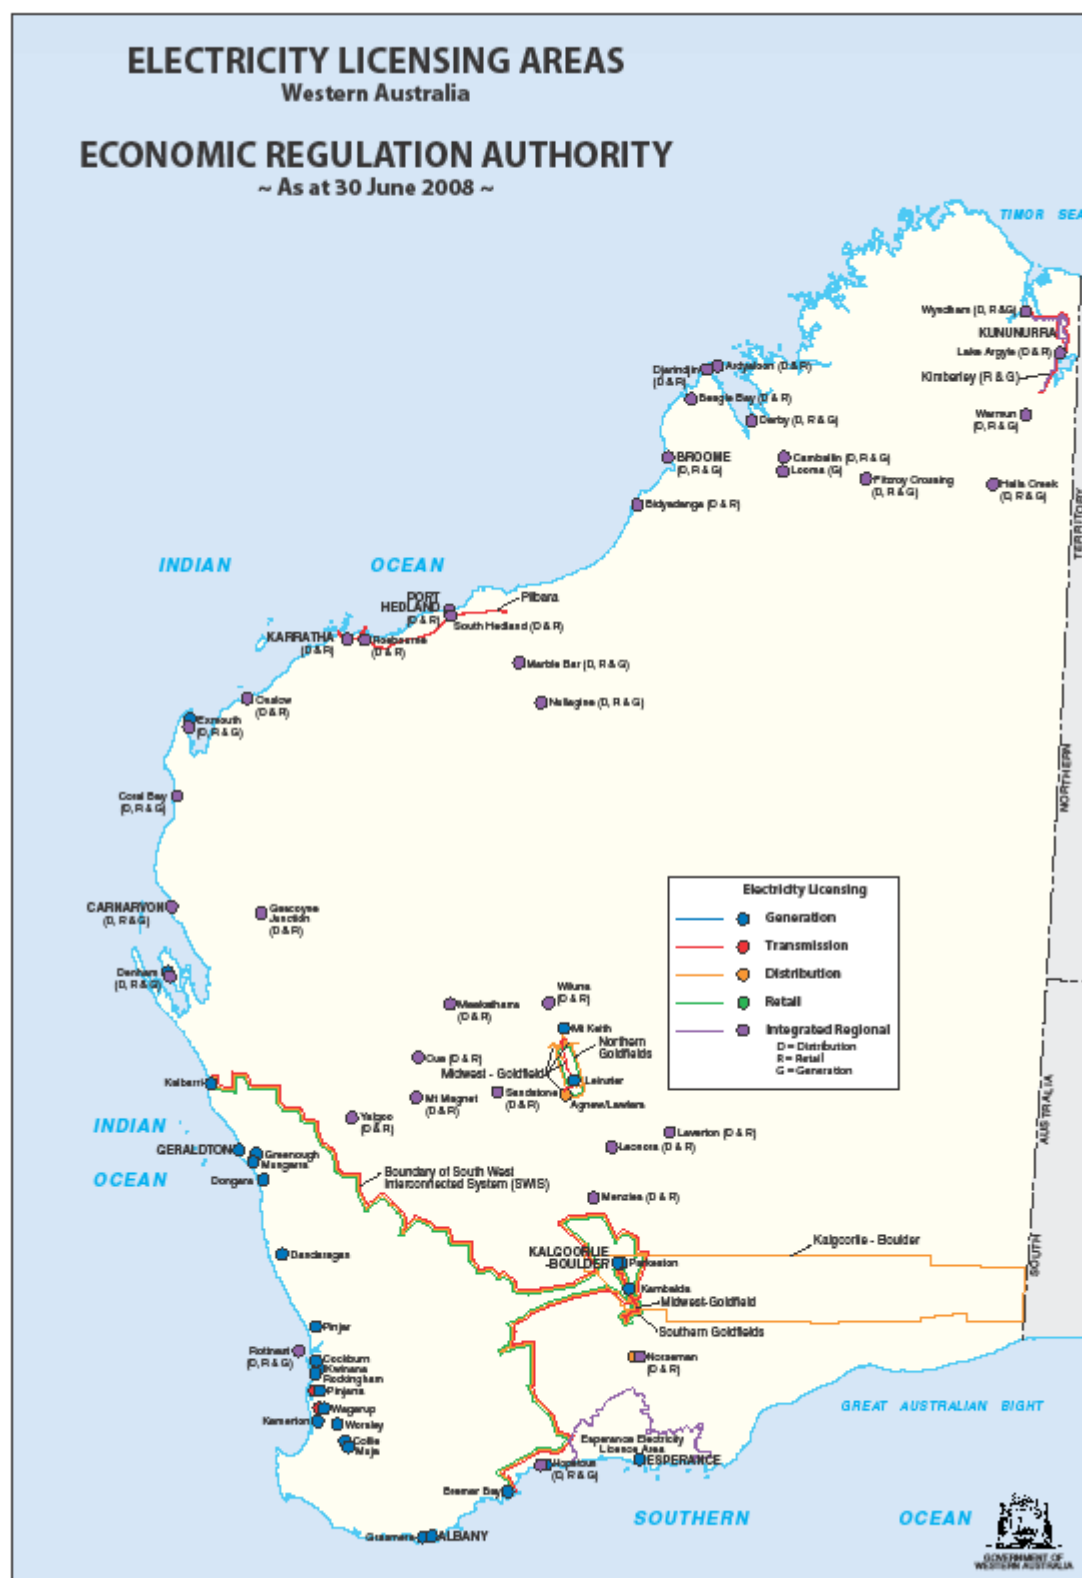 ELECTRICITY LICENSING AREAS
Western Australia
ECONOMIC REGULATION AUTHORITY
~ As at 30 June 2008 ~
TIMOR SEA
Wyndham (D, R & G)
KUNUNURRA
Lake Argyle (D & R)
Kimberley (R & G)
Warmun
(D, R & G)
Djarindjin
(D & R)
Ardyaloon (D & R)
Beagle Bay (D & R)
Derby (D, R & G)
BROOME
(D, R & G)
Camballin (D, R & G)
Looma (G)
Fitzroy Crossing
(D, R & G)
Halls Creek
(D, R & G)
Bidyadanga (D & R)
TERRITORY
NORTHERN
INDIAN OCEAN
PORT
HEDLAND
(D & R)
Pilbara
South Hedland (D & R)
KARRATHA
(D & R)
Roebourne
(D & R)
Marble Bar (D, R & G)
Nullagine (D, R & G)
Onslow
(D & R)
Exmouth
(D, R & G)
Coral Bay
(D, R & G)
CARNARVON
(D, R & G)
Gascoyne
Junction
(D & R)
Denham
(D, R & G)
Electricity Licensing
Generation
Transmission
Distribution
Retail
Integrated Regional
D = Distribution
R = Retail
G = Generation
Wiluna
(D & R)
Meekatharra
(D & R)
Mt Keith
Northern
Goldfields
Cue (D & R)
Midwest - Goldfield
Leinster
Sandstone
(D & R)
Agnew/Lawlers
Mt Magnet
(D & R)
Yalgoo
(D & R)
Kalbarri
INDIAN
OCEAN
GERALDTON
Greenough
Mungarra
Dongara
Laverton (D & R)
Leonora (D & R)
Boundary of South West
Interconnected System (SWIS)
Menzies (D & R)
AUSTRALIA
SOUTH
Dandaragan
KALGOORLIE
-BOULDER
Parkeston
Kalgoorlie - Boulder
Kambalda
Midwest-Goldfield
Southern Goldfields
Pinjar
Rottnest
(D, R & G)
Cockburn
Kwinana
Rockingham
Pinjarra
Wagerup
Kemerton
Worsley
Collie
Muja
Norseman
(D & R)
GREAT AUSTRALIAN BIGHT
Esperance Electricity
Licence Area
ESPERANCE
Hopetoun
(D, R & G)
Bremer Bay
ALBANY
SOUTHERN OCEAN
GOVERNMENT OF
WESTERN AUSTRALIA